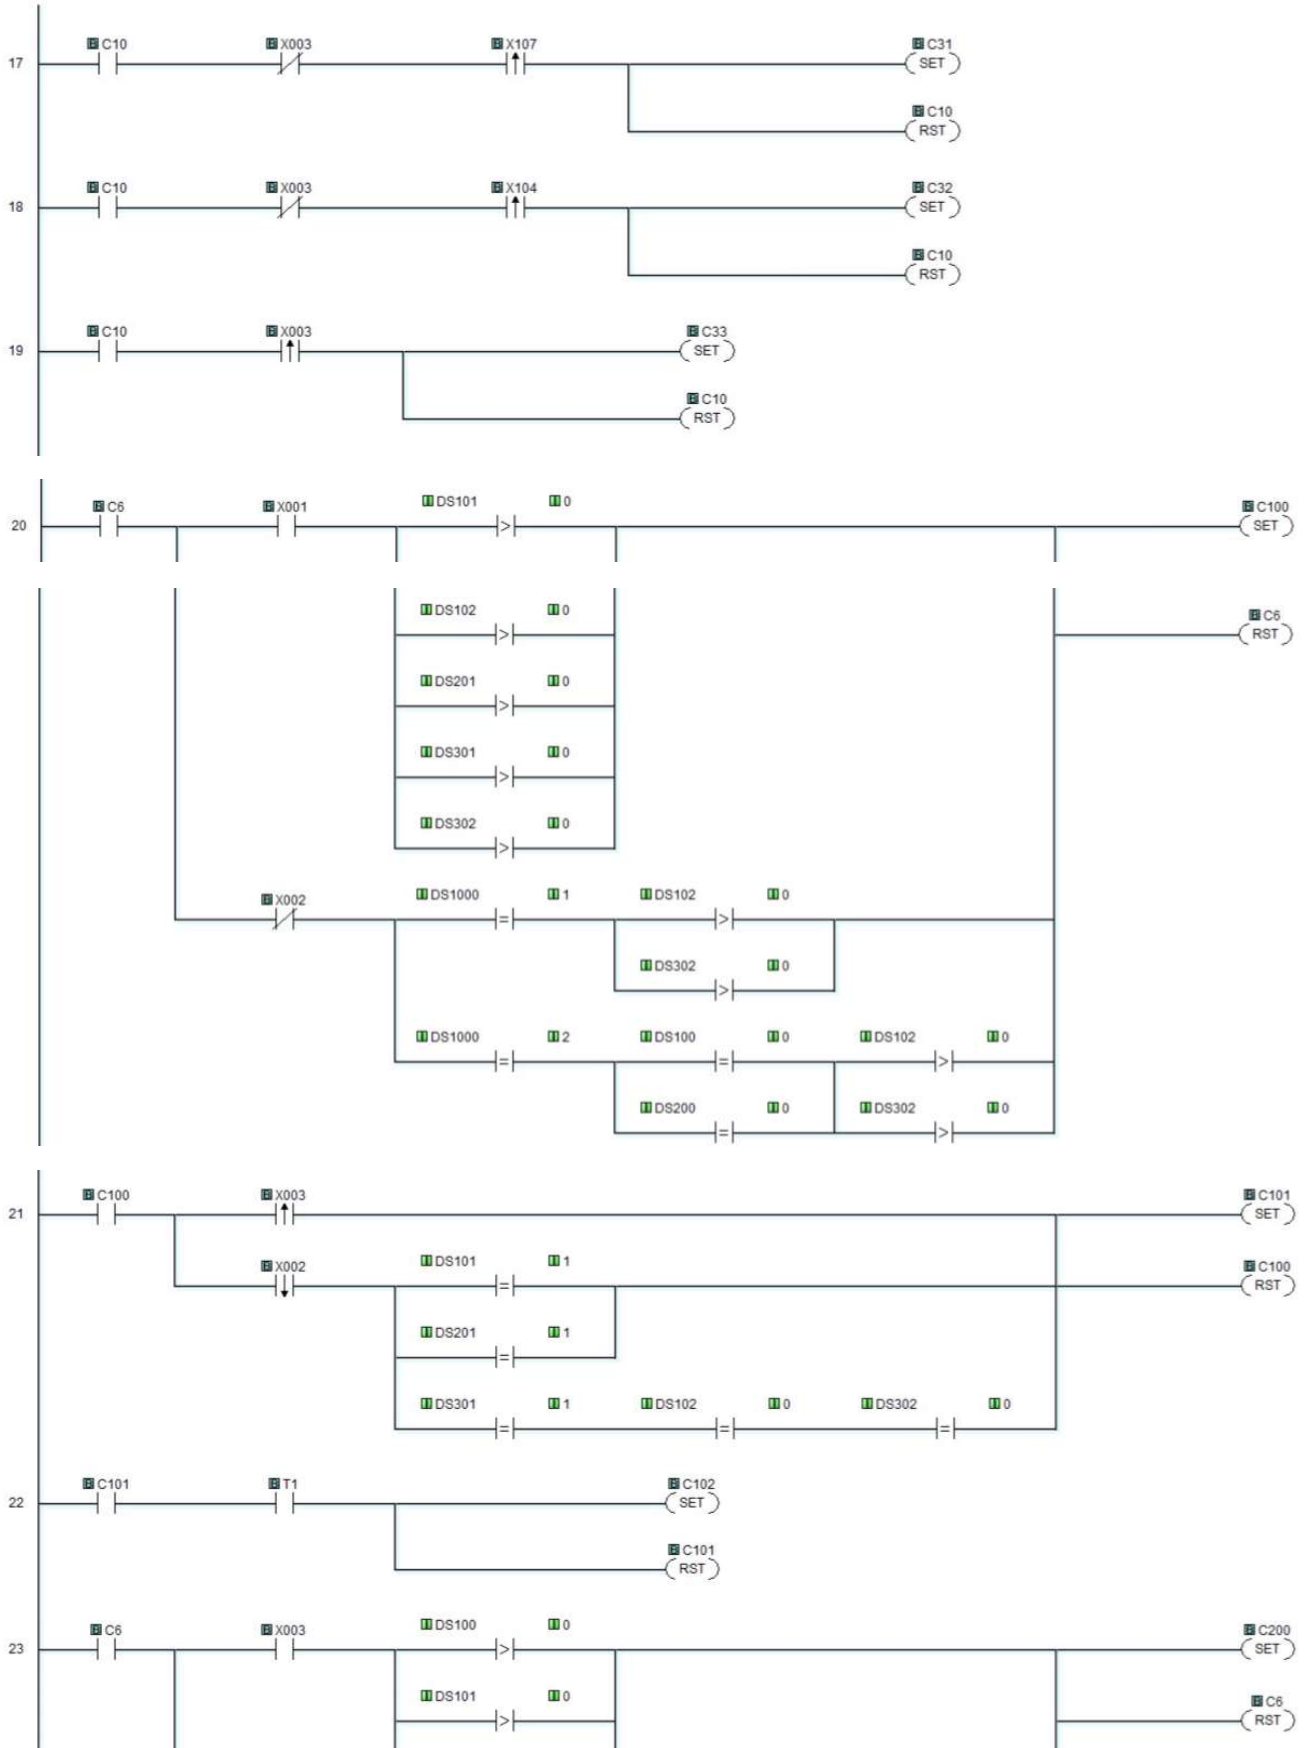 C10 X003 X107 C31
17 SET
C10
RST
C10 X003 X104 C32
18 SET
C10
RST
C10 X003 C33
19 SET
C10
RST
DS101 0
C6 X001 C100
20 > SET
DS102 0 C6
> RST
DS201 0
>
DS301 0
>
DS302 0
>
X002 DS1000 1 DS102 0
= >
DS302 0
>
DS1000 2 DS100 0 DS102 0
= = >
DS200 0 DS302 0
= >
C100 X003 C101
21 SET
X002 DS101 1 C100
= RST
DS201 1
=
DS301 1 DS102 0 DS302 0
= = =
C101 T1 C102
22 SET
C101
RST
C6 X003 DS100 0 C200
23 > SET
DS101 0 C6
> RST